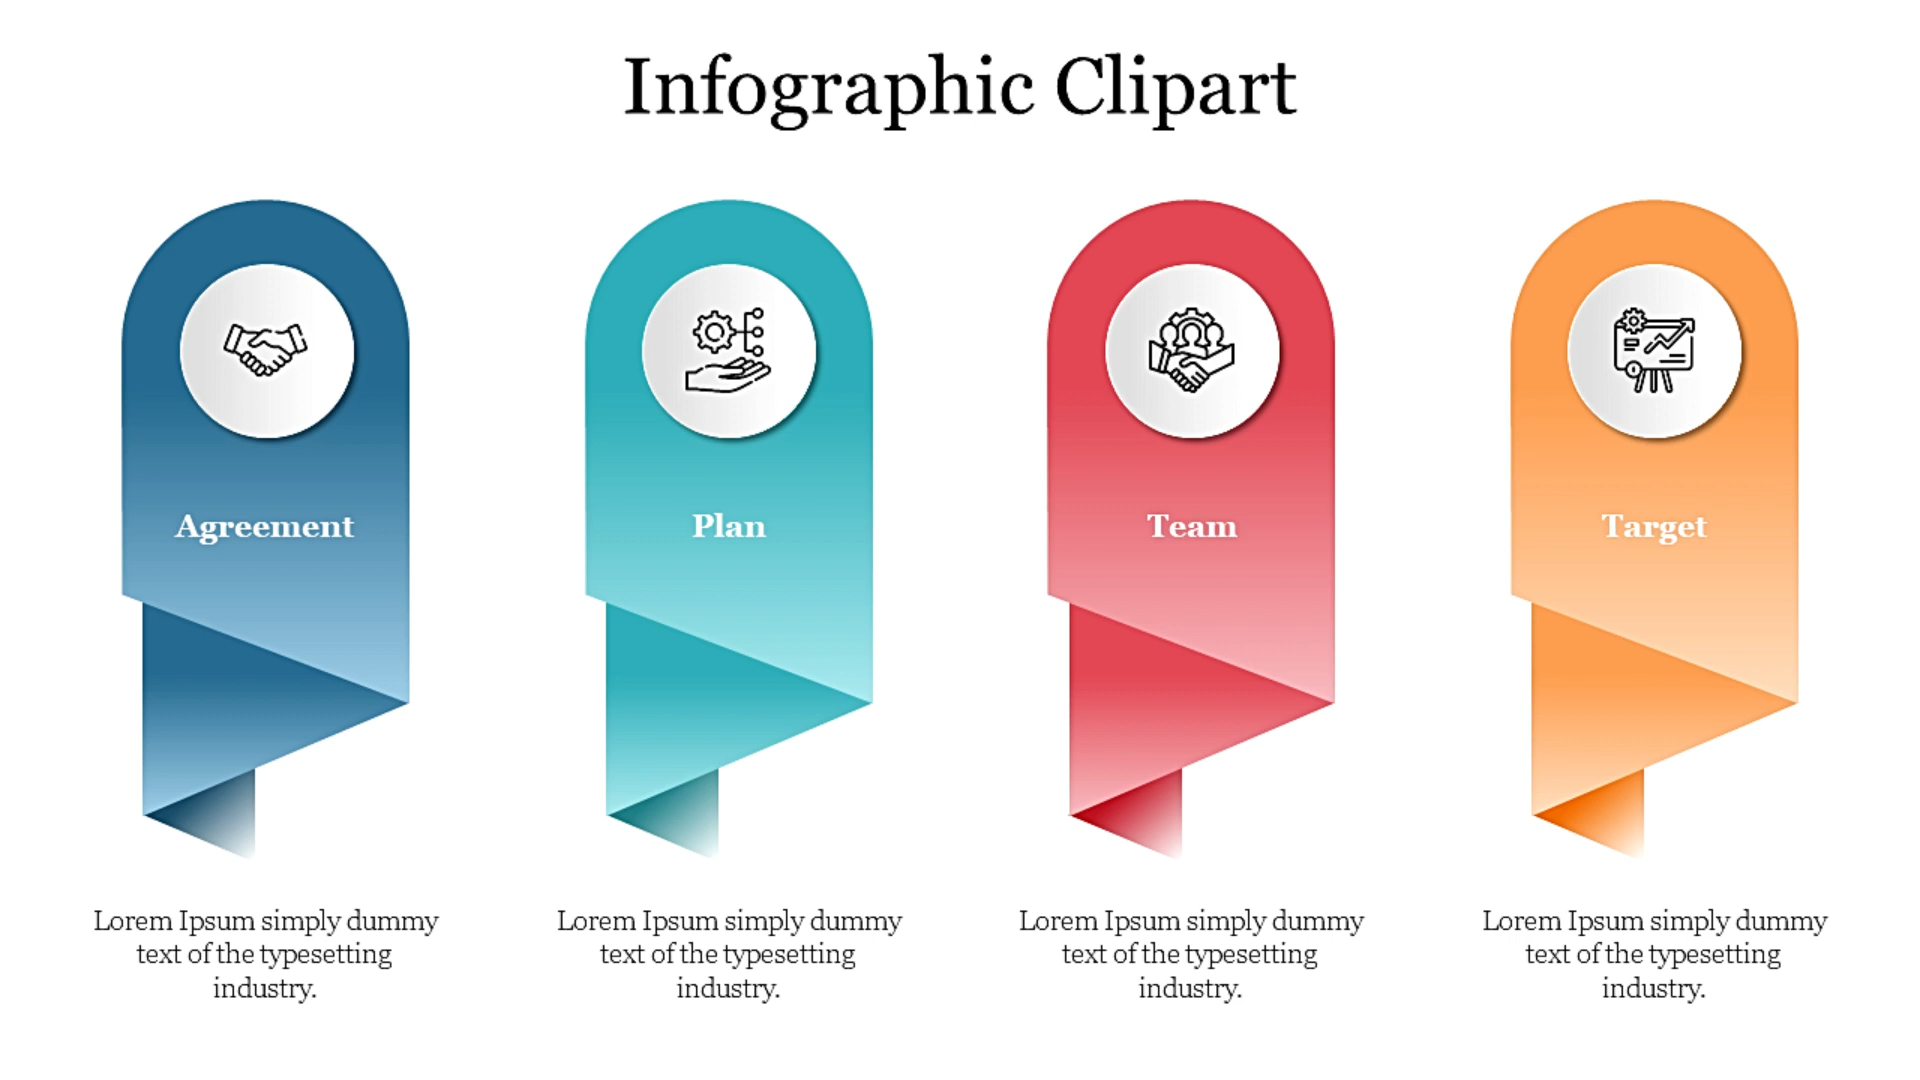 Infographic Clipart
Agreement
Plan
Team
Target
Lorem Ipsum simply dummy
text of the typesetting
industry.
Lorem Ipsum simply dummy
text of the typesetting
industry.
Lorem Ipsum simply dummy
text of the typesetting
industry.
Lorem Ipsum simply dummy
text of the typesetting
industry.